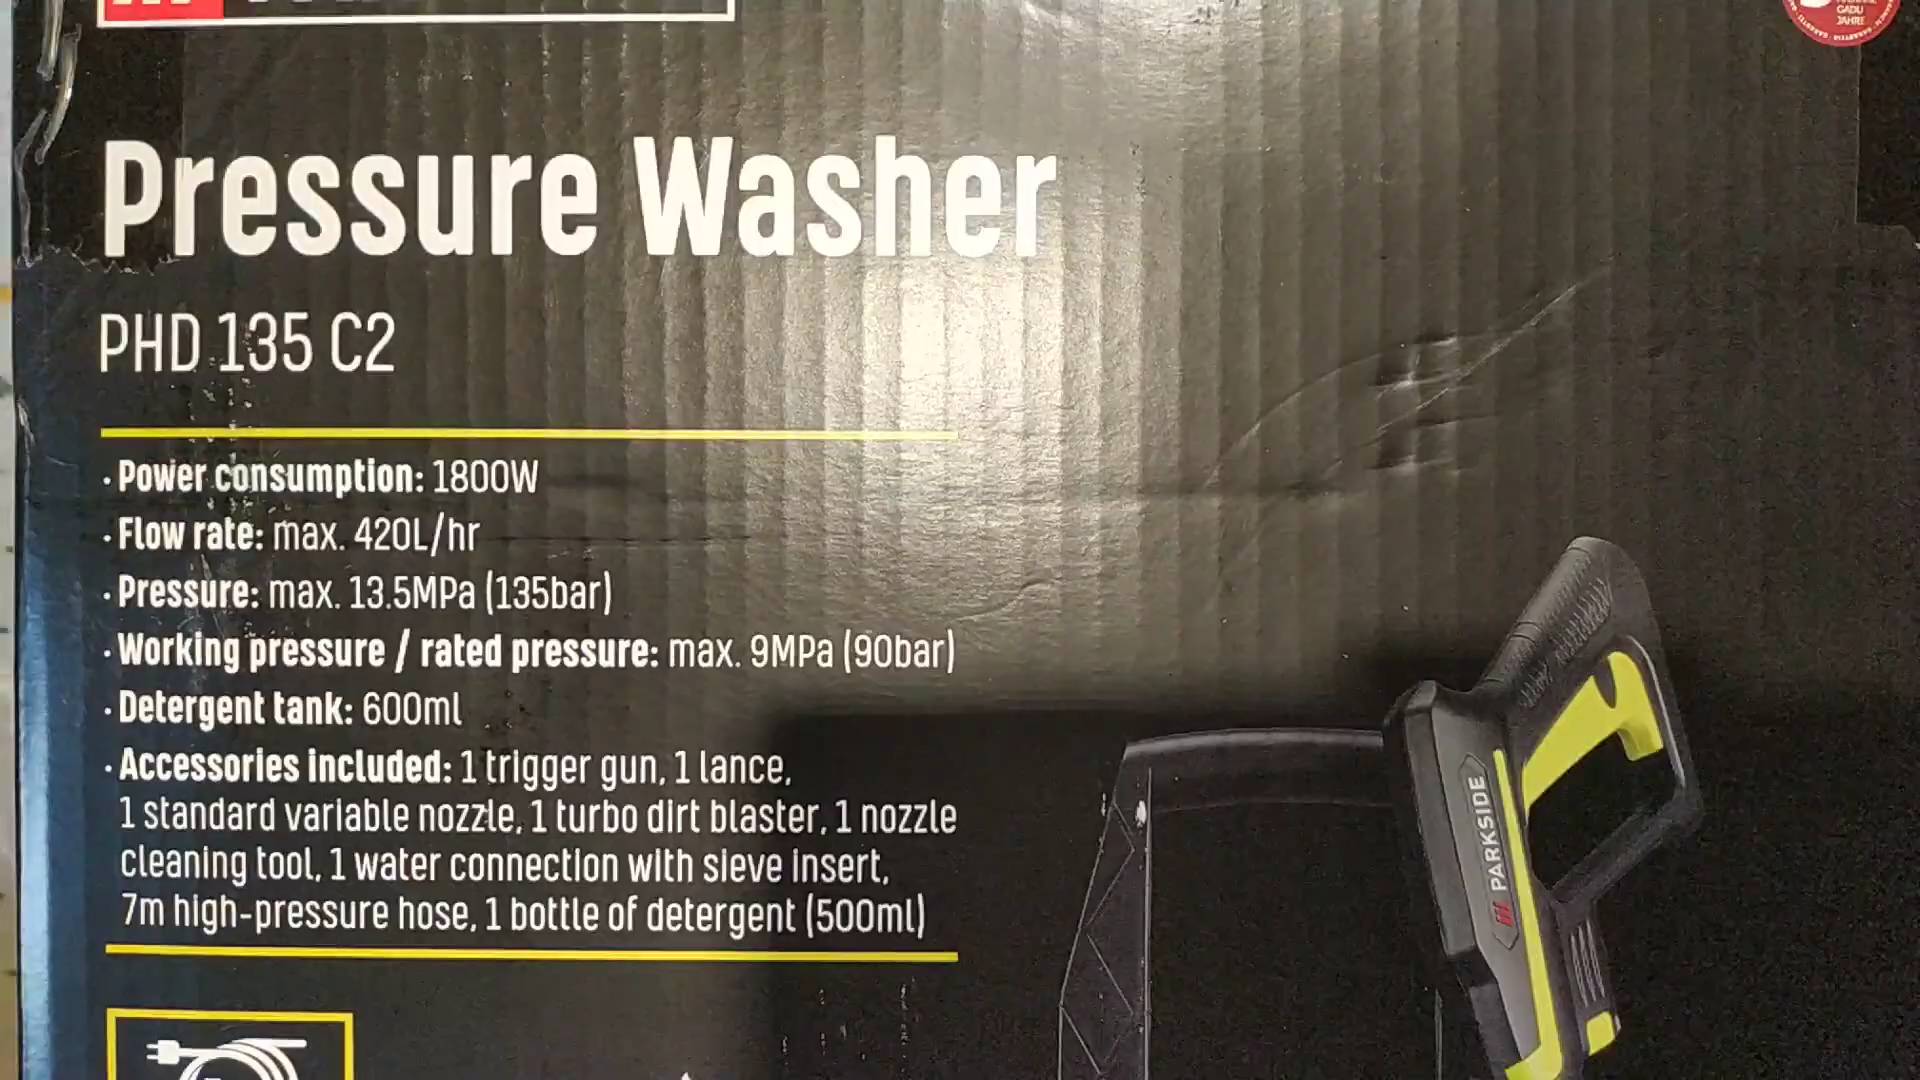 GADU
JAHRE
Pressure Washer
PHD 135 C2
· Power consumption: 1800W
· Flow rate: max. 420L/hr
· Pressure: max. 13.5MPa (135bar)
· Working pressure / rated pressure: max. 9MPa (90bar)
· Detergent tank: 600ml
· Accessories included: 1 trigger gun, 1 lance,
1 standard variable nozzle, 1 turbo dirt blaster, 1 nozzle
cleaning tool, 1 water connection with sieve insert,
7m high-pressure hose, 1 bottle of detergent (500ml)
PARKSIDE